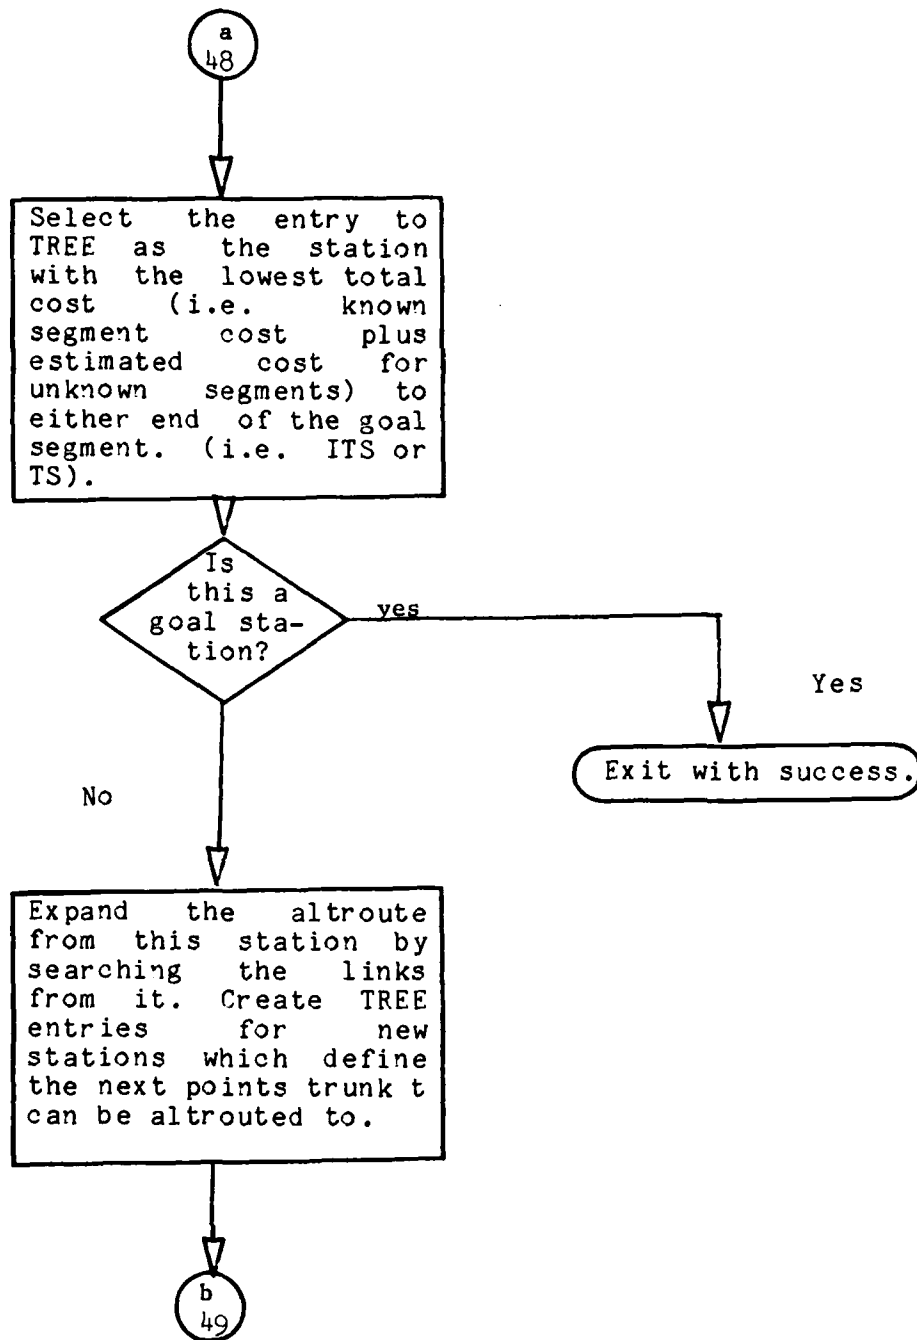 a
48
Select the entry to
TREE as the station
with the lowest total
cost (i.e. known
segment cost plus
estimated cost for
unknown segments) to
either end of the goal
segment. (i.e. ITS or
TS).
Is
this a
goal sta-
tion?
yes
Yes
Exit with success.
No
Expand the altroute
from this station by
searching the links
from it. Create TREE
entries for new
stations which define
the next points trunk t
can be altrouted to.
b
49